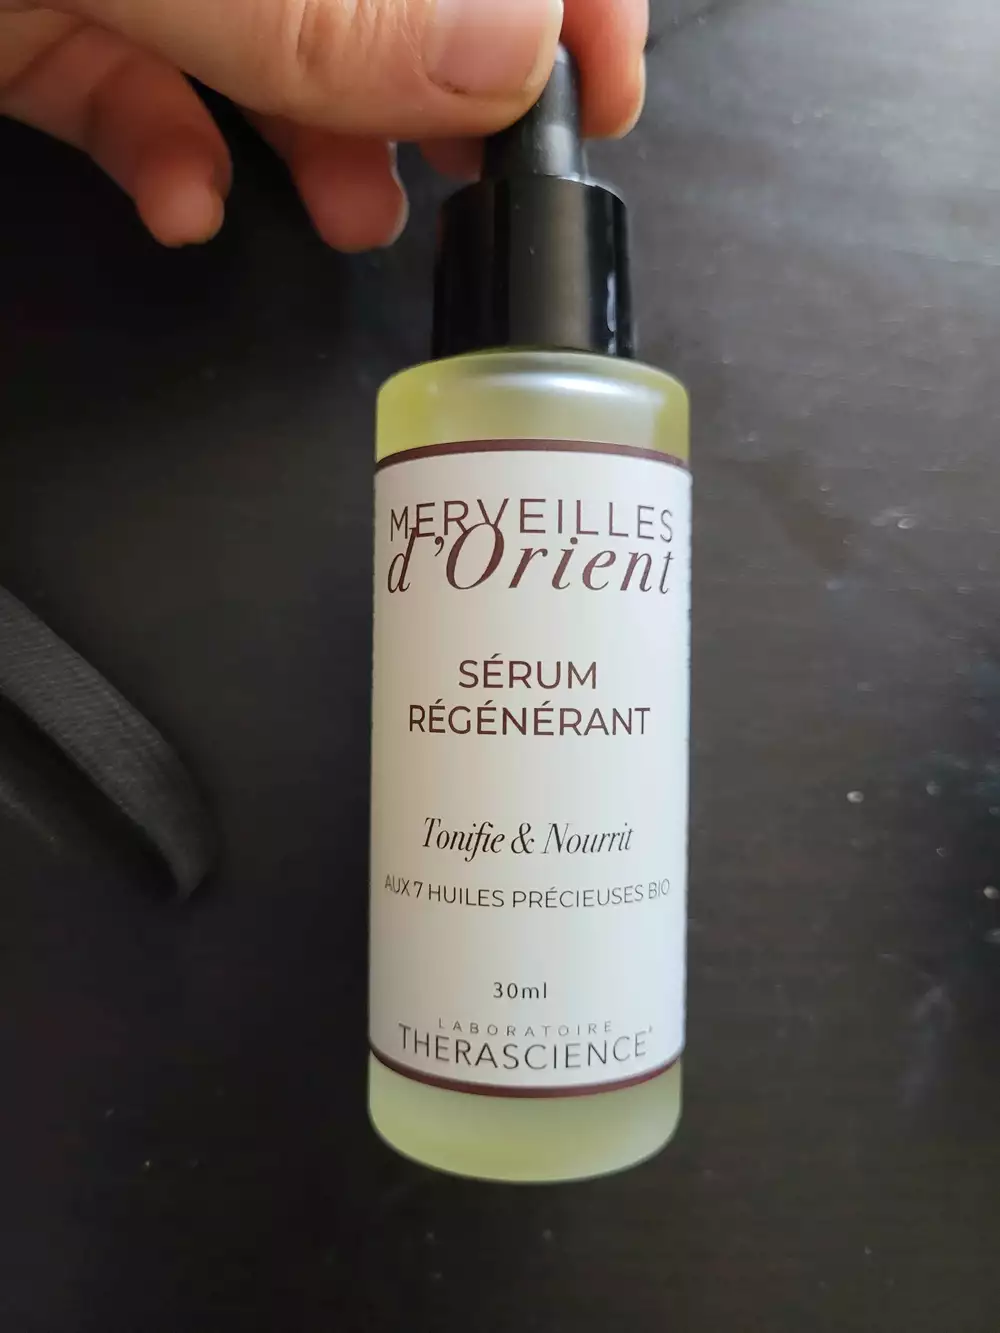 MERVEILLES
d'Orient
SÉRUM
RÉGÉNÉRANT
Tonifie & Nourrit
AUX 7 HUILES PRÉCIEUSES BIO
30ml
LABORATOIRE
THERASCIENCE